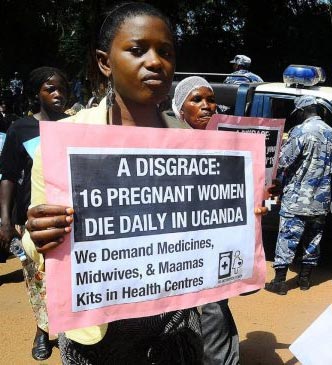 A DISGRACE:
16 PREGNANT WOMEN
DIE DAILY IN UGANDA
We Demand Medicines,
Midwives, & Maamas
Kits in Health Centres